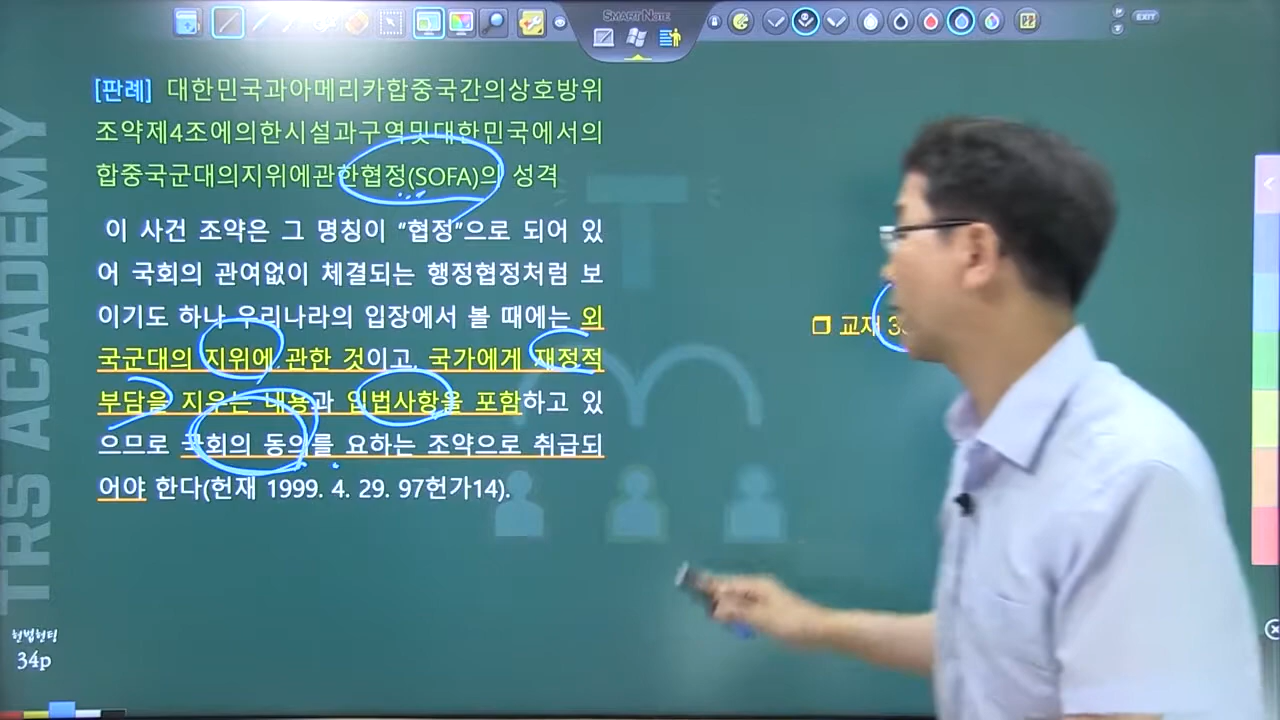 SMART NOTE
EXIT
[판례] 대한민국과아메리카합중국간의상호방위
조약제4조에의한시설과구역및대한민국에서의
합중국군대의지위에관한협정(SOFA)의 성격
이 사건 조약은 그 명칭이 “협정”으로 되어 있
어 국회의 관여없이 체결되는 행정협정처럼 보
이기도 하나 우리나라의 입장에서 볼 때에는 외
국군대의 지위에 관한 것이고, 국가에게 재정적
부담을 지우는 내용과 입법사항을 포함하고 있
으므로 국회의 동의를 요하는 조약으로 취급되
어야 한다(헌재 1999. 4. 29. 97헌가14).
교재
TRS ACADEMY
헌법헌팅
34p